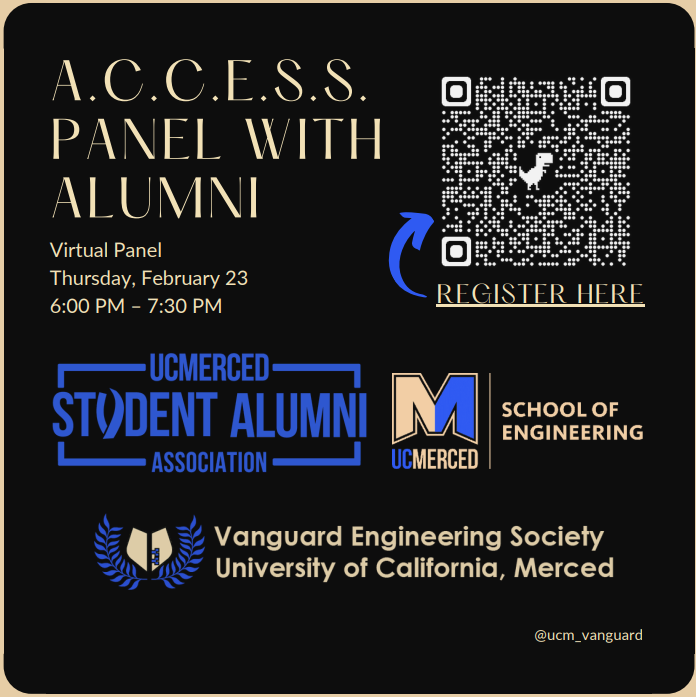 A.C.C.E.S.S.
PANEL WITH
ALUMNI
Virtual Panel
Thursday, February 23
6:00 PM – 7:30 PM
REGISTER HERE
UCMERCED
STUDENT ALUMNI
ASSOCIATION
UCMERCED
SCHOOL OF
ENGINEERING
Vanguard Engineering Society
University of California, Merced
@ucm_vanguard